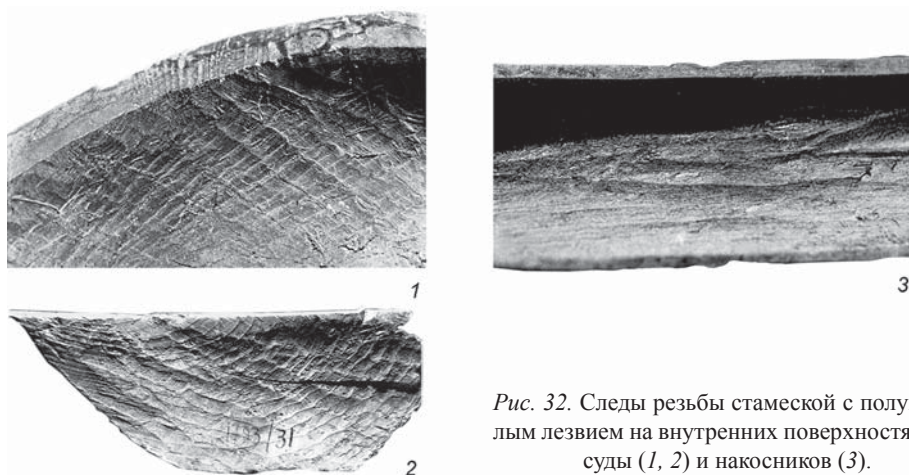 1
2
3
31
Рис. 32. Следы резьбы стамеской с полу
лым лезвием на внутренних поверхностя
суды (1, 2) и накосников (3).